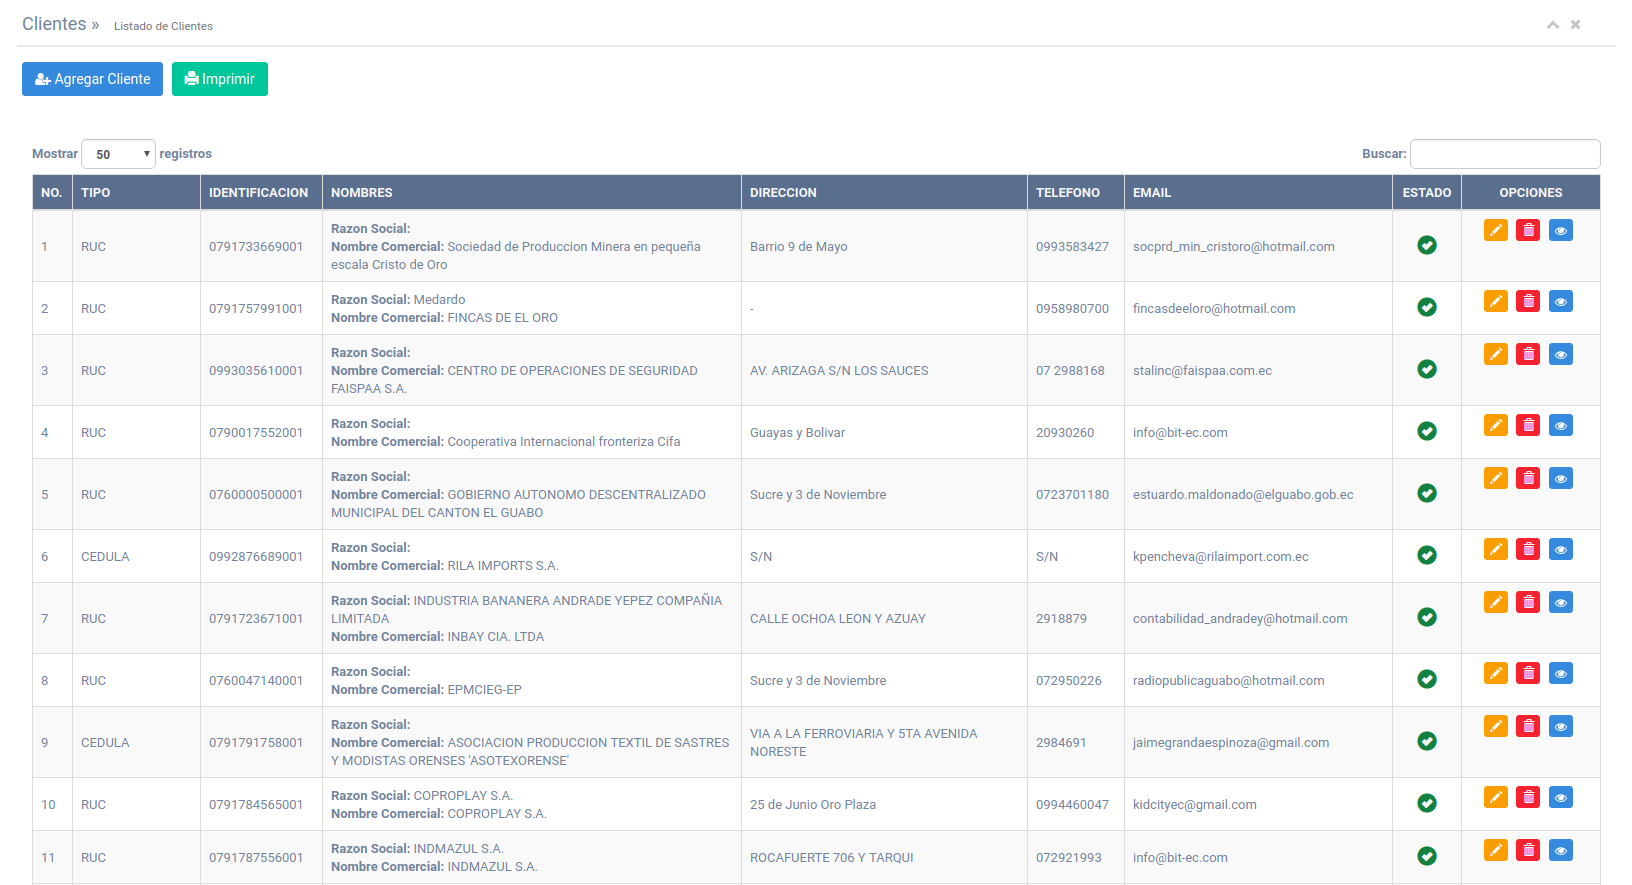 Clientes » Listado de Clientes
Agregar Cliente Imprimir
Mostrar 50 registros Buscar:
NO. TIPO IDENTIFICACION NOMBRES DIRECCION TELEFONO EMAIL ESTADO OPCIONES
1 RUC 0791733669001 Razon Social:
Nombre Comercial: Sociedad de Produccion Minera en pequeña
escala Cristo de Oro
Barrio 9 de Mayo 0993583427 socprd_min_cristoro@hotmail.com
2 RUC 0791757991001 Razon Social: Medardo
Nombre Comercial: FINCAS DE EL ORO
- 0958980700 fincasdeeloro@hotmail.com
3 RUC 0993035610001 Razon Social:
Nombre Comercial: CENTRO DE OPERACIONES DE SEGURIDAD
FAISPAA S.A.
AV. ARIZAGA S/N LOS SAUCES 07 2988168 stalinc@faispaa.com.ec
4 RUC 0790017552001 Razon Social:
Nombre Comercial: Cooperativa Internacional fronteriza Cifa
Guayas y Bolivar 20930260 info@bit-ec.com
5 RUC 0760000500001 Razon Social:
Nombre Comercial: GOBIERNO AUTONOMO DESCENTRALIZADO
MUNICIPAL DEL CANTON EL GUABO
Sucre y 3 de Noviembre 0723701180 estuardo.maldonado@elguabo.gob.ec
6 CEDULA 0992876689001 Razon Social:
Nombre Comercial: RILA IMPORTS S.A.
S/N S/N kpencheva@rilaimport.com.ec
7 RUC 0791723671001 Razon Social: INDUSTRIA BANANERA ANDRADE YEPEZ COMPAÑIA
LIMITADA
Nombre Comercial: INBAY CIA. LTDA
CALLE OCHOA LEON Y AZUAY 2918879 contabilidad_andradey@hotmail.com
8 RUC 0760047140001 Razon Social:
Nombre Comercial: EPMCIEG-EP
Sucre y 3 de Noviembre 072950226 radiopublicaguabo@hotmail.com
9 CEDULA 0791791758001 Razon Social:
Nombre Comercial: ASOCIACION PRODUCCION TEXTIL DE SASTRES
Y MODISTAS ORENSES 'ASOTEXORENSE'
VIA A LA FERROVIARIA Y 5TA AVENIDA
NORESTE
2984691 jaimegrandaespinoza@gmail.com
10 RUC 0791784565001 Razon Social: COPROPLAY S.A.
Nombre Comercial: COPROPLAY S.A.
25 de Junio Oro Plaza 0994460047 kidcityec@gmail.com
11 RUC 0791787556001 Razon Social: INDMAZUL S.A.
Nombre Comercial: INDMAZUL S.A.
ROCAFUERTE 706 Y TARQUI 072921993 info@bit-ec.com